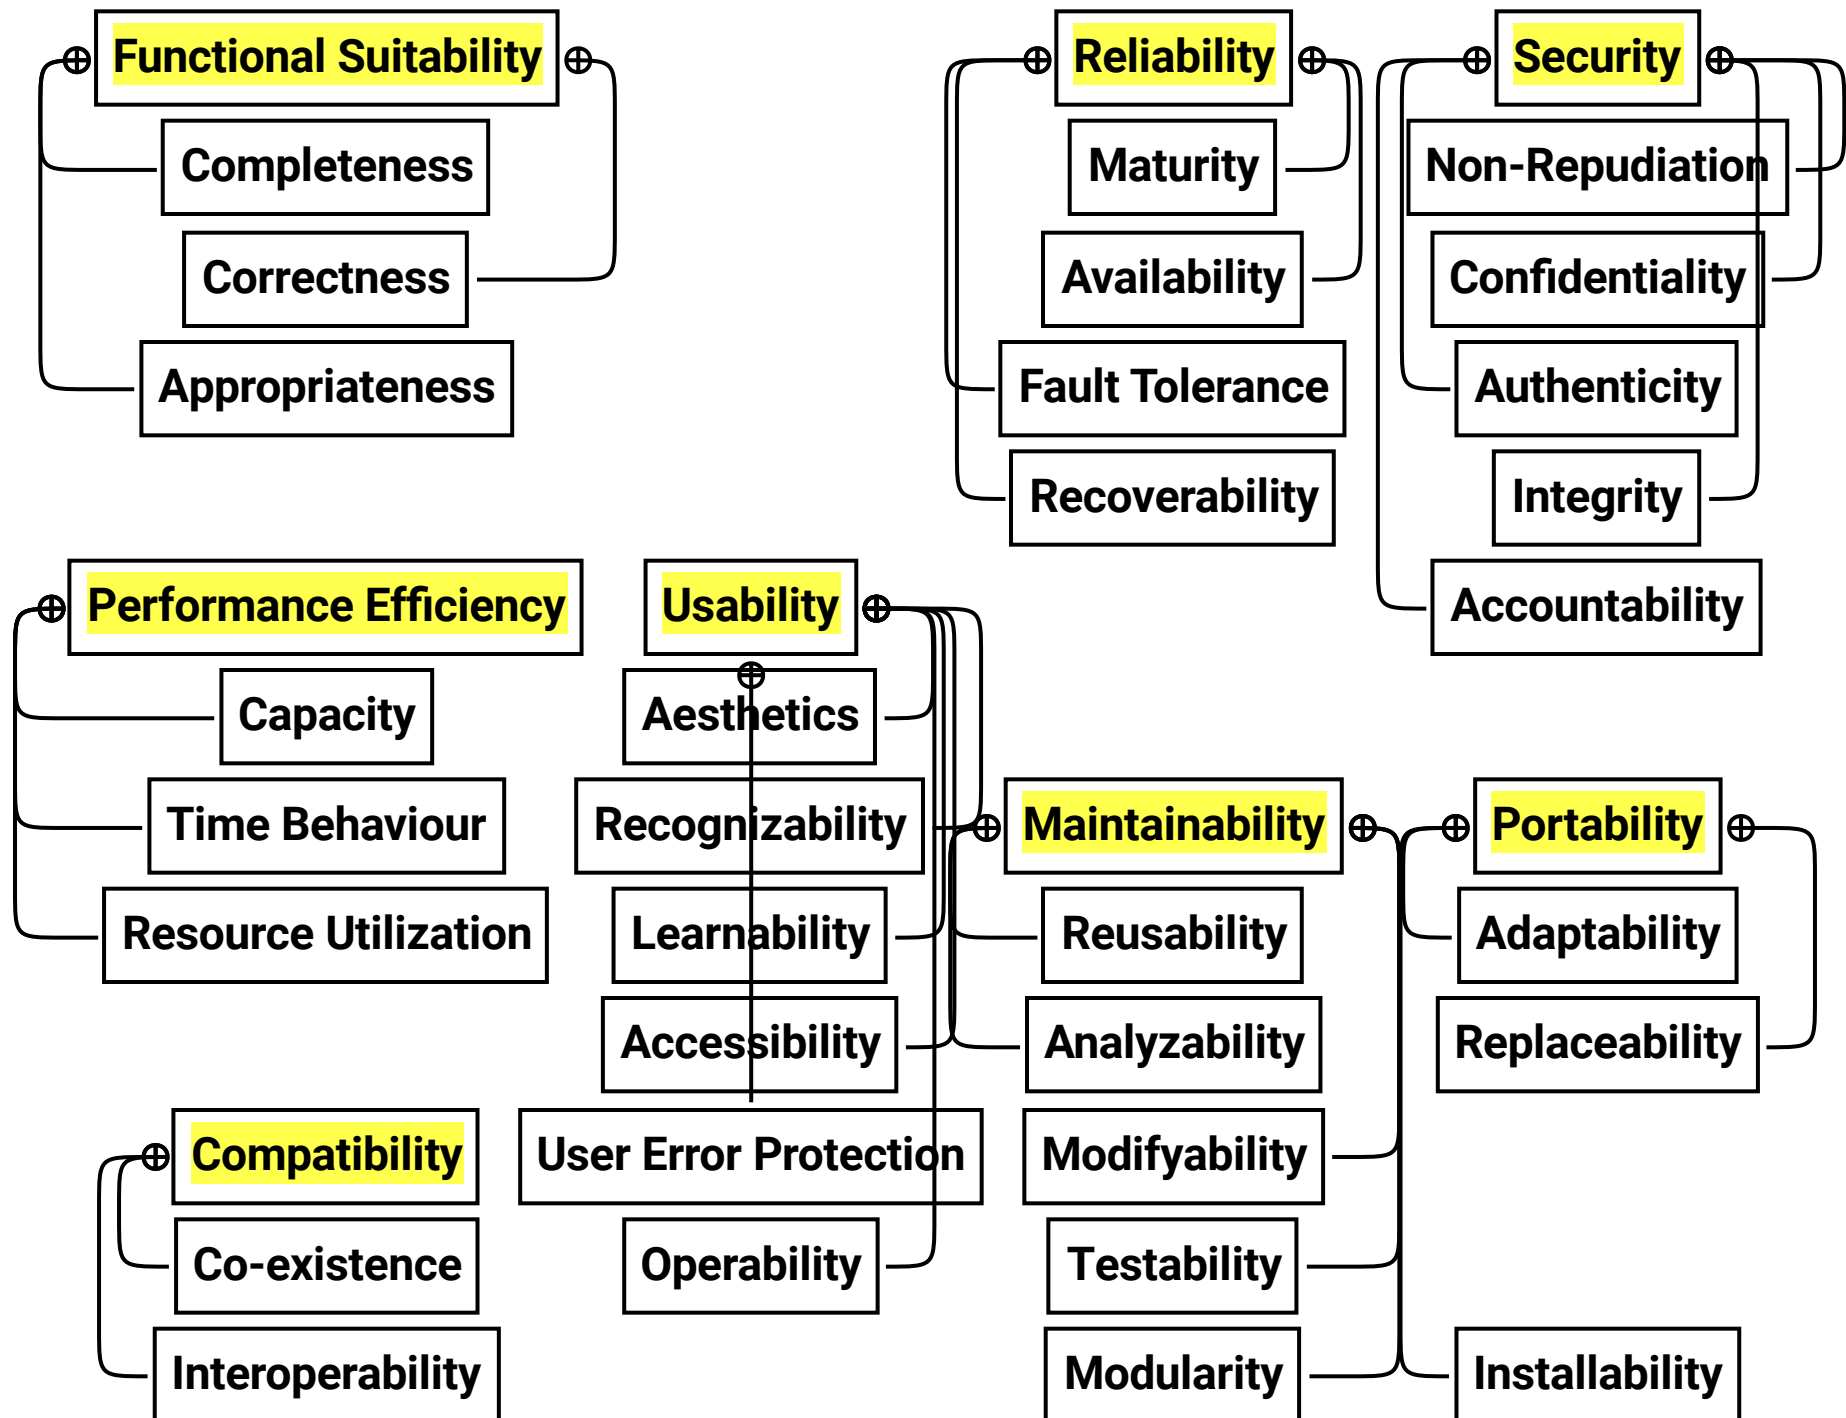 Functional Suitability
Completeness
Correctness
Appropriateness
Reliability
Maturity
Availability
Fault Tolerance
Recoverability
Security
Non-Repudiation
Confidentiality
Authenticity
Integrity
Accountability
Performance Efficiency
Capacity
Time Behaviour
Resource Utilization
Usability
Aesthetics
Recognizability
Learnability
Accessibility
User Error Protection
Operability
Maintainability
Reusability
Analyzability
Modifyability
Testability
Modularity
Portability
Adaptability
Replaceability
Installability
Compatibility
Co-existence
Interoperability